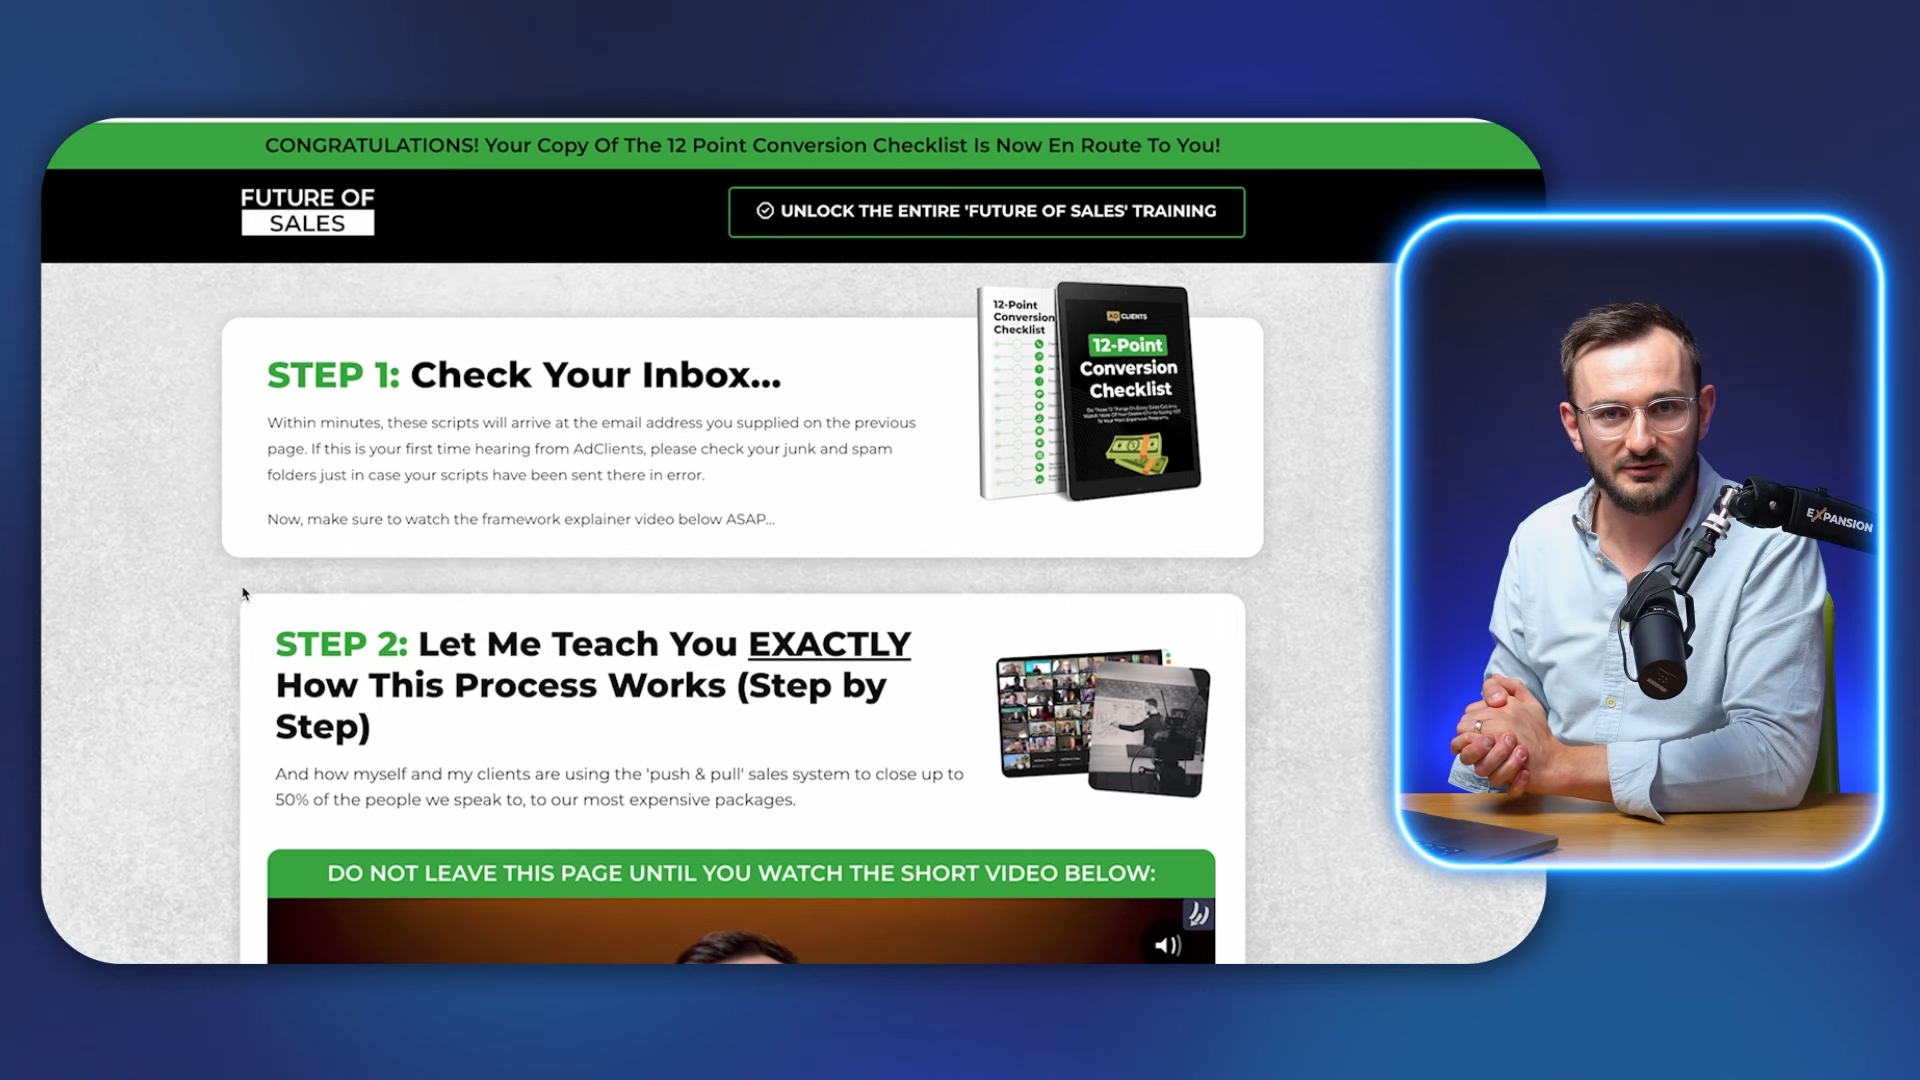 CONGRATULATIONS! Your Copy Of The 12 Point Conversion Checklist Is Now En Route To You!
FUTURE OF
SALES
UNLOCK THE ENTIRE 'FUTURE OF SALES' TRAINING
12-Point
Conversion
Checklist
AD CLIENTS
12-Point
Conversion
Checklist
STEP 1: Check Your Inbox...
Within minutes, these scripts will arrive at the email address you supplied on the previous
page. If this is your first time hearing from AdClients, please check your junk and spam
folders just in case your scripts have been sent there in error.
Now, make sure to watch the framework explainer video below ASAP...
EXPANSION
STEP 2: Let Me Teach You EXACTLY
How This Process Works (Step by
Step)
And how myself and my clients are using the 'push & pull' sales system to close up to
50% of the people we speak to, to our most expensive packages.
DO NOT LEAVE THIS PAGE UNTIL YOU WATCH THE SHORT VIDEO BELOW: